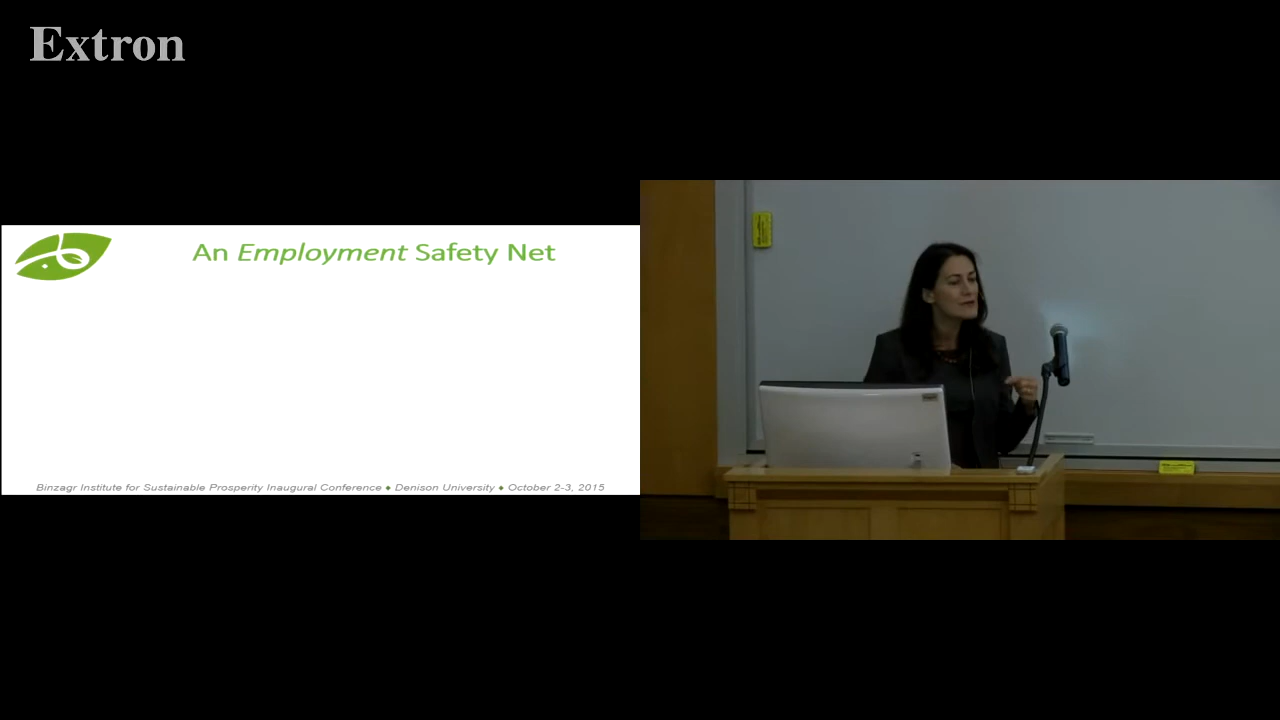 Extron
An Employment Safety Net
Binzagr Institute for Sustainable Prosperity Inaugural Conference ♦ Denison University ♦ October 2-3, 2015